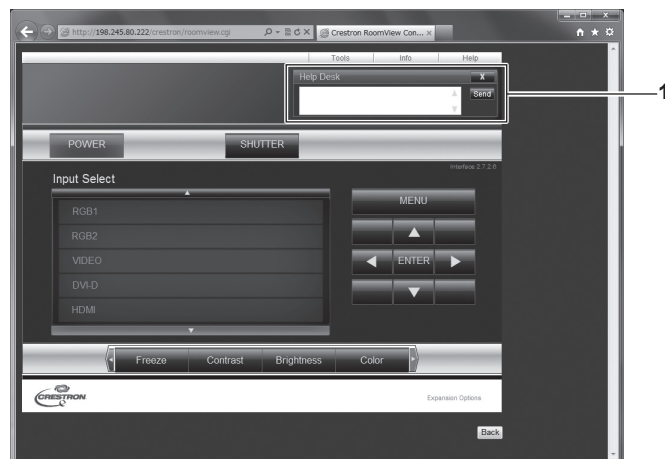 http://198.245.80.222/crestron/roomview.cgi
Crestron RoomView Con...
Tools Info Help
Help Desk X
Send
1
POWER SHUTTER
Interface 2.7.2.6
Input Select
MENU
RGB1
RGB2
VIDEO
ENTER
DVI-D
HDMI
Freeze Contrast Brightness Color
CRESTRON
Expansion Options
Back